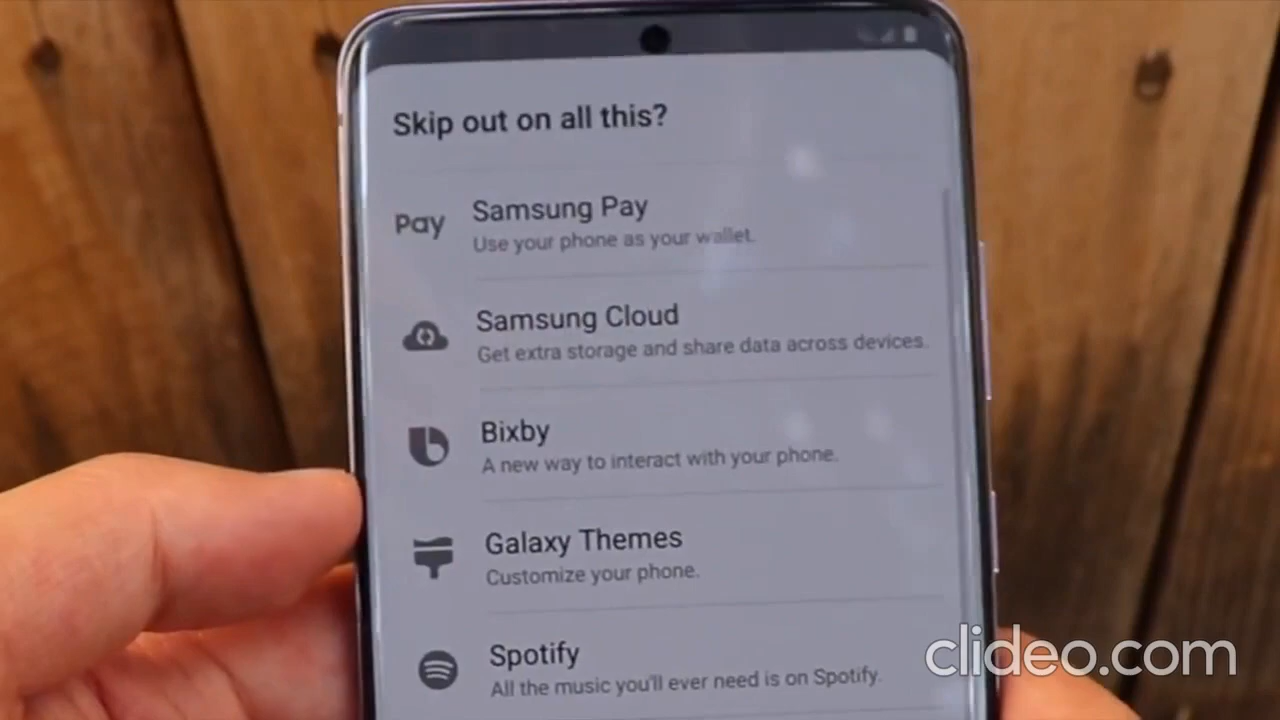 Skip out on all this?
Pay
Samsung Pay
Use your phone as your wallet.
Samsung Cloud
Get extra storage and share data across devices.
Bixby
A new way to interact with your phone.
Galaxy Themes
Customize your phone.
Spotify
All the music you'll ever need is on Spotify.
clideo.com